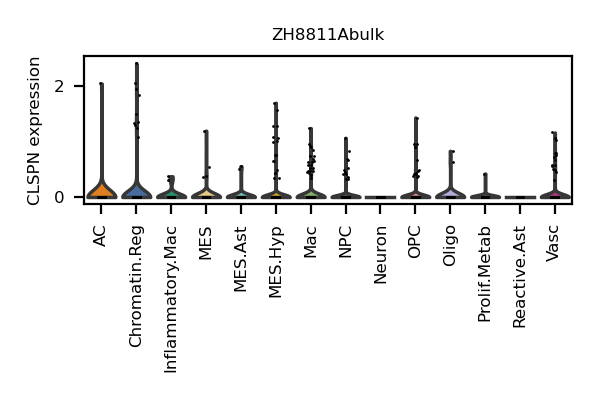 ZH8811Abulk
CLSPN expression
2
0
AC
Chromatin.Reg
Inflammatory.Mac
MES
MES.Ast
MES.Hyp
Mac
NPC
Neuron
OPC
Oligo
Prolif.Metab
Reactive.Ast
Vasc